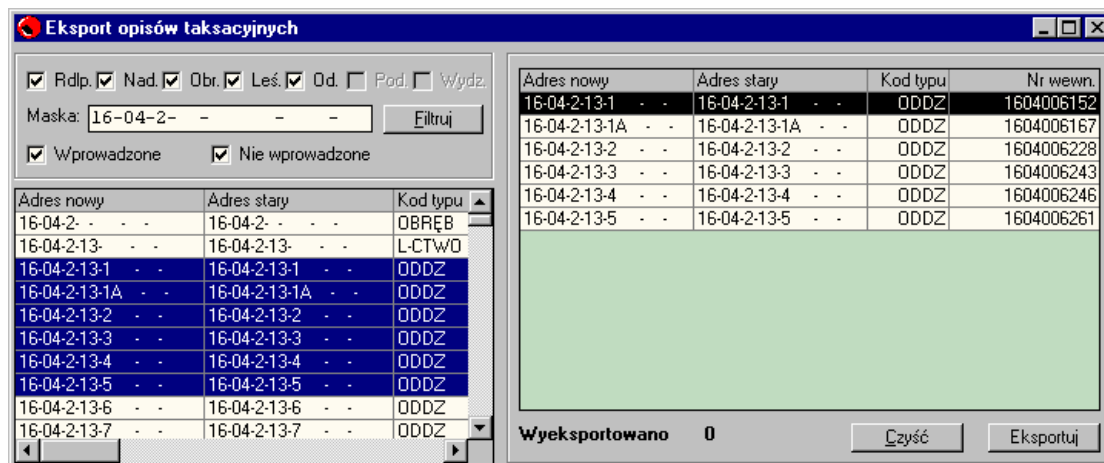 Eksport opisów taksacyjnych
Rdlp. Nad. Obr. Leś. Od. Pod. Wydz.
Maska: 16-04-2- - - - Filtruj
Wprowadzone Nie wprowadzone
Adres nowy Adres stary Kod typu
16-04-2- - - - 16-04-2- - - - OBRĘB
16-04-2-13- - - 16-04-2-13- - - L-CTWO
16-04-2-13-1 - - 16-04-2-13-1 - - ODDZ
16-04-2-13-1A - - 16-04-2-13-1A - - ODDZ
16-04-2-13-2 - - 16-04-2-13-2 - - ODDZ
16-04-2-13-3 - - 16-04-2-13-3 - - ODDZ
16-04-2-13-4 - - 16-04-2-13-4 - - ODDZ
16-04-2-13-5 - - 16-04-2-13-5 - - ODDZ
16-04-2-13-6 - - 16-04-2-13-6 - - ODDZ
16-04-2-13-7 - - 16-04-2-13-7 - - ODDZ
Adres nowy Adres stary Kod typu Nr wewn.
16-04-2-13-1 - - 16-04-2-13-1 - - ODDZ 1604006152
16-04-2-13-1A - - 16-04-2-13-1A - - ODDZ 1604006167
16-04-2-13-2 - - 16-04-2-13-2 - - ODDZ 1604006228
16-04-2-13-3 - - 16-04-2-13-3 - - ODDZ 1604006243
16-04-2-13-4 - - 16-04-2-13-4 - - ODDZ 1604006246
16-04-2-13-5 - - 16-04-2-13-5 - - ODDZ 1604006261
Wyeksportowano 0 Czyść Eksportuj